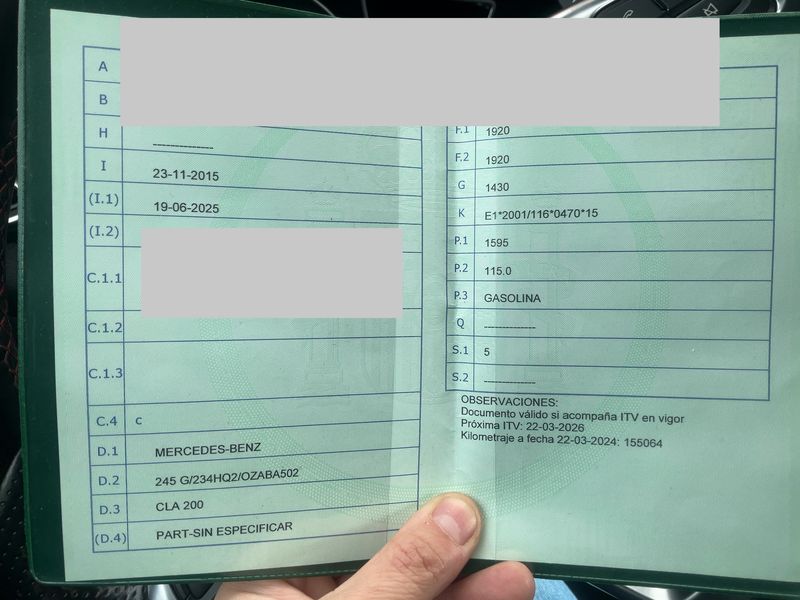 A
B
H --------------
I 23-11-2015
(I.1) 19-06-2025
(I.2)
C.1.1
C.1.2
C.1.3
C.4 c
D.1 MERCEDES-BENZ
D.2 245 G/234HQ2/OZABA502
D.3 CLA 200
(D.4) PART-SIN ESPECIFICAR
F.1 1920
F.2 1920
G 1430
K E1*2001/116*0470*15
P.1 1595
P.2 115.0
P.3 GASOLINA
Q --------------
S.1 5
S.2 --------------
OBSERVACIONES:
Documento válido si acompaña ITV en vigor
Próxima ITV: 22-03-2026
Kilometraje a fecha 22-03-2024: 155064